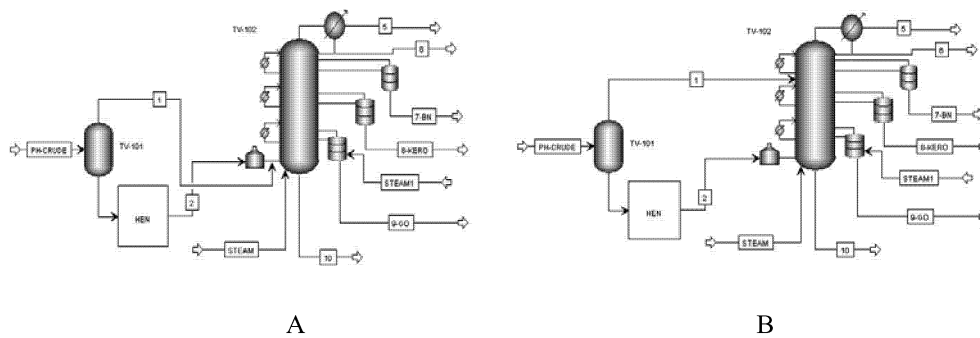 TV-102
5
6
1
7-BN
PH-CRUDE
TV-101
8-KERO
2
HEN
STEAM1
9-GO
STEAM
10
A
TV-102
5
6
1
7-BN
PH-CRUDE
TV-101
8-KERO
2
HEN
STEAM1
9-GO
STEAM
10
B